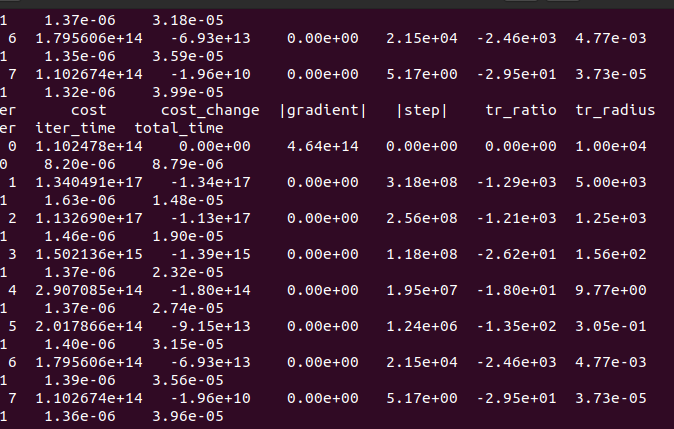 1 1.37e-06 3.18e-05
6 1.795606e+14 -6.93e+13 0.00e+00 2.15e+04 -2.46e+03 4.77e-03
1 1.35e-06 3.59e-05
7 1.102674e+14 -1.96e+10 0.00e+00 5.17e+00 -2.95e+01 3.73e-05
1 1.32e-06 3.99e-05
er cost cost_change |gradient| |step| tr_ratio tr_radius
er iter_time total_time
0 1.102478e+14 0.00e+00 4.64e+14 0.00e+00 0.00e+00 1.00e+04
0 8.20e-06 8.79e-06
1 1.340491e+17 -1.34e+17 0.00e+00 3.18e+08 -1.29e+03 5.00e+03
1 1.63e-06 1.48e-05
2 1.132690e+17 -1.13e+17 0.00e+00 2.56e+08 -1.21e+03 1.25e+03
1 1.46e-06 1.90e-05
3 1.502136e+15 -1.39e+15 0.00e+00 1.18e+08 -2.62e+01 1.56e+02
1 1.37e-06 2.32e-05
4 2.907085e+14 -1.80e+14 0.00e+00 1.95e+07 -1.80e+01 9.77e+00
1 1.37e-06 2.74e-05
5 2.017866e+14 -9.15e+13 0.00e+00 1.24e+06 -1.35e+02 3.05e-01
1 1.40e-06 3.15e-05
6 1.795606e+14 -6.93e+13 0.00e+00 2.15e+04 -2.46e+03 4.77e-03
1 1.39e-06 3.56e-05
7 1.102674e+14 -1.96e+10 0.00e+00 5.17e+00 -2.95e+01 3.73e-05
1 1.36e-06 3.96e-05